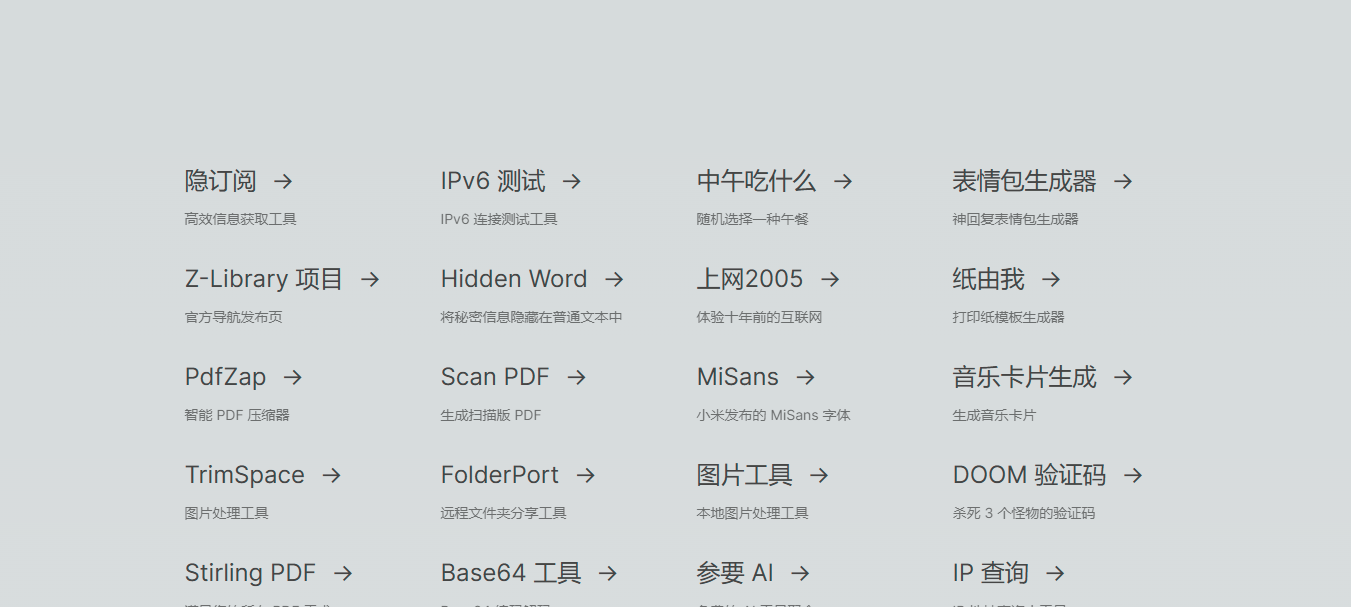 隐订阅 → IPv6 测试 → 中午吃什么 → 表情包生成器 →
高效信息获取工具 IPv6 连接测试工具 随机选择一种午餐 神回复表情包生成器
Z-Library 项目 → Hidden Word → 上网2005 → 纸由我 →
官方导航发布页 将秘密信息隐藏在普通文本中 体验十年前的互联网 打印纸模板生成器
PdfZap → Scan PDF → MiSans → 音乐卡片生成 →
智能 PDF 压缩器 生成扫描版 PDF 小米发布的 MiSans 字体 生成音乐卡片
TrimSpace → FolderPort → 图片工具 → DOOM 验证码 →
图片处理工具 远程文件夹分享工具 本地图片处理工具 杀死 3 个怪物的验证码
Stirling PDF → Base64 工具 → 参要 AI → IP 查询 →